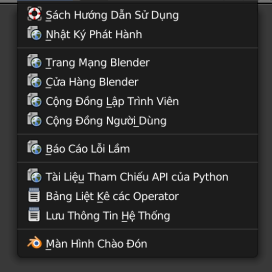 Sách Hướng Dẫn Sử Dụng
Nhật Ký Phát Hành
Trang Mạng Blender
Cửa Hàng Blender
Cộng Đồng Lập Trình Viên
Cộng Đồng Người Dùng
Báo Cáo Lỗi Lầm
Tài Liệu Tham Chiếu API của Python
Bảng Liệt Kê các Operator
Lưu Thông Tin Hệ Thống
Màn Hình Chào Đón